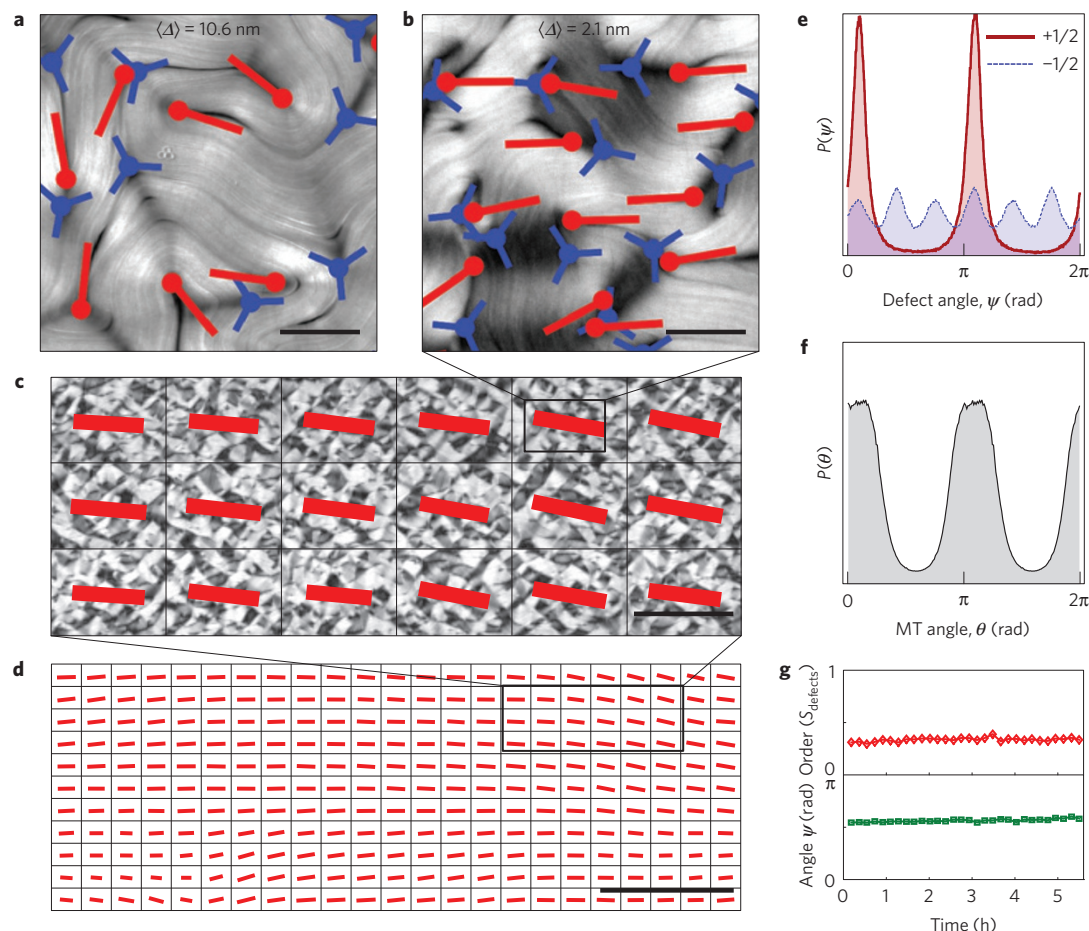 a
⟨Δ⟩ = 10.6 nm
b
⟨Δ⟩ = 2.1 nm
c
d
e
+1/2
−1/2
P(ψ)
0
π
2π
Defect angle, ψ (rad)
f
P(θ)
0
π
2π
MT angle, θ (rad)
g
Order (S_defects)
1
0
Angle ψ (rad)
π
0
0
1
2
3
4
5
Time (h)